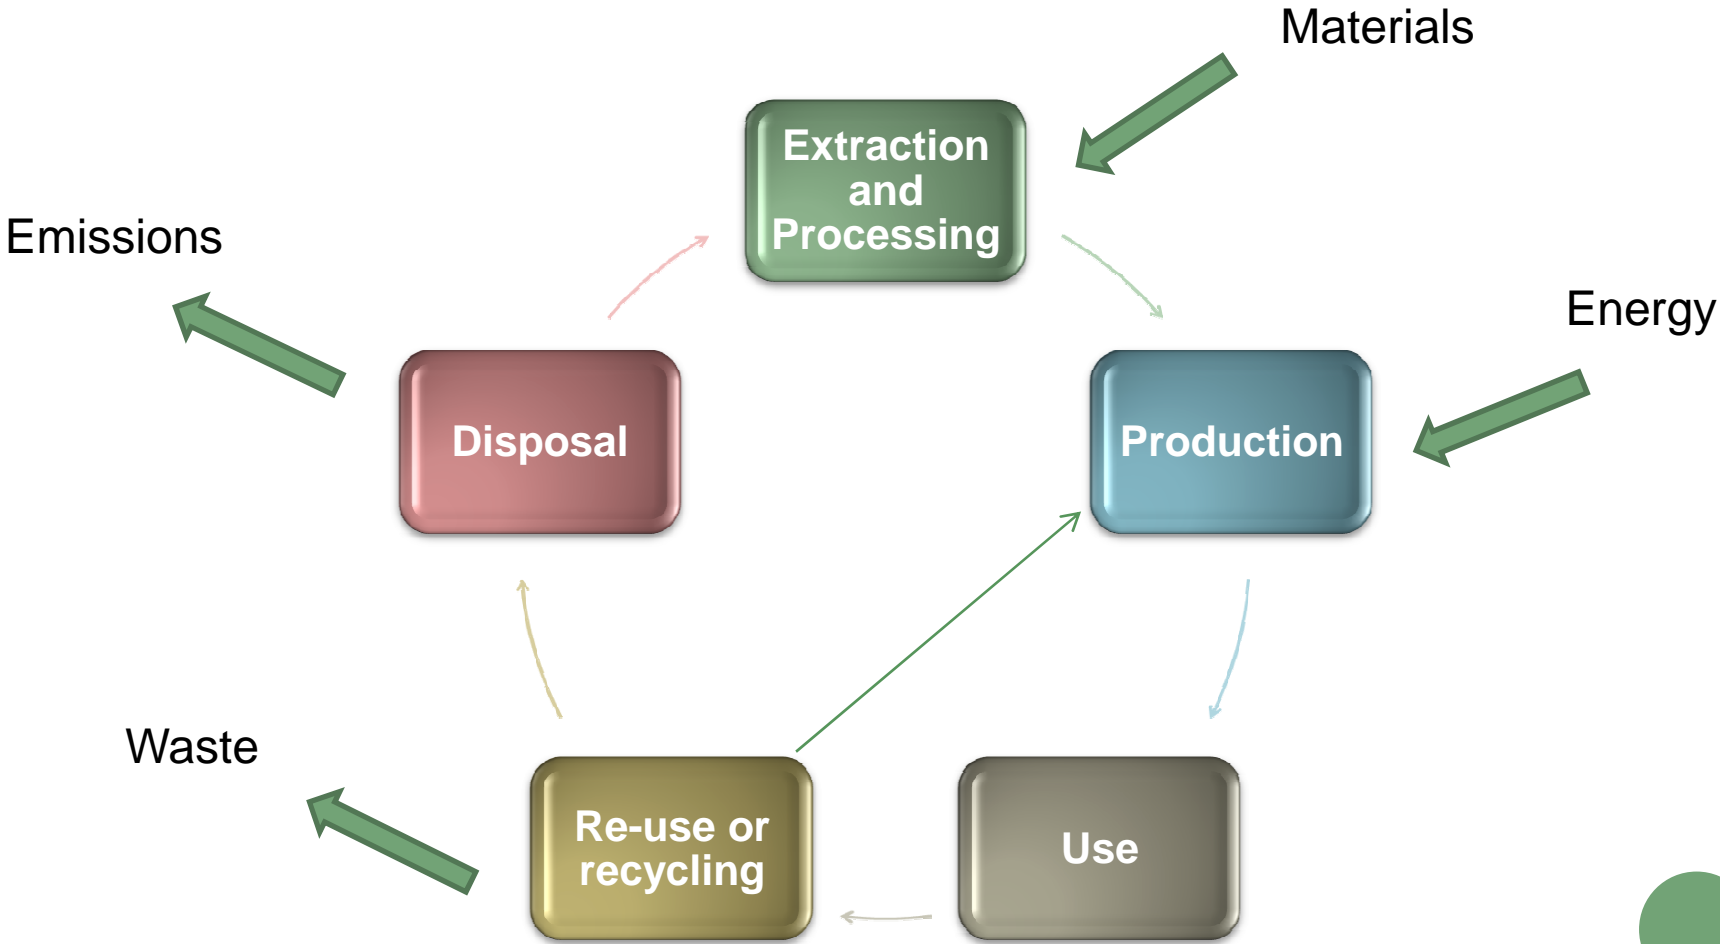 Materials
Extraction
and
Processing
Emissions
Energy
Disposal
Production
Waste
Re-use or
recycling
Use